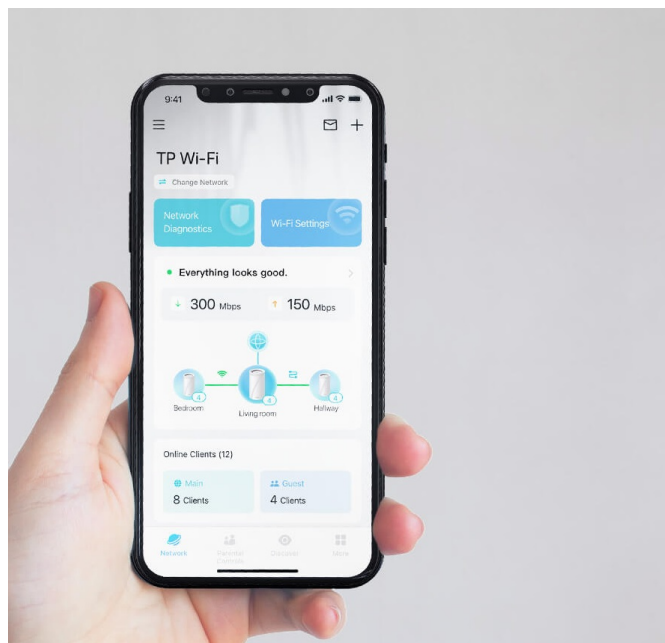 9:41
TP Wi-Fi
Change Network
Network
Diagnostics
Wi-Fi Settings
Everything looks good.
300 Mbps
150 Mbps
4
4
4
Bedroom
Living room
Hallway
Online Clients (12)
Main
Guest
8 Clients
4 Clients
Network
Parental
Controls
Discover
More